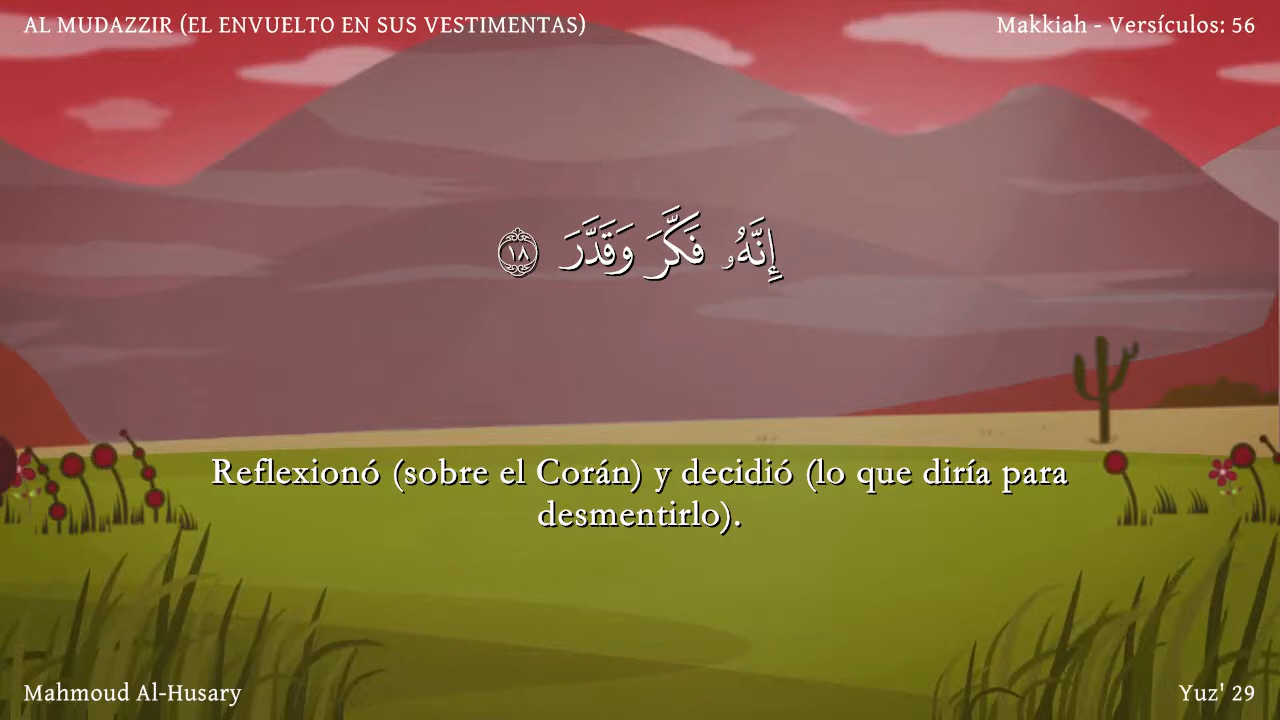 AL MUDAZZIR (EL ENVUELTO EN SUS VESTIMENTAS)
Makkiah - Versículos: 56
إِنَّهُۥ فَكَّرَ وَقَدَّرَ ١٨
Reflexionó (sobre el Corán) y decidió (lo que diría para
desmentirlo).
Mahmoud Al-Husary
Yuz' 29